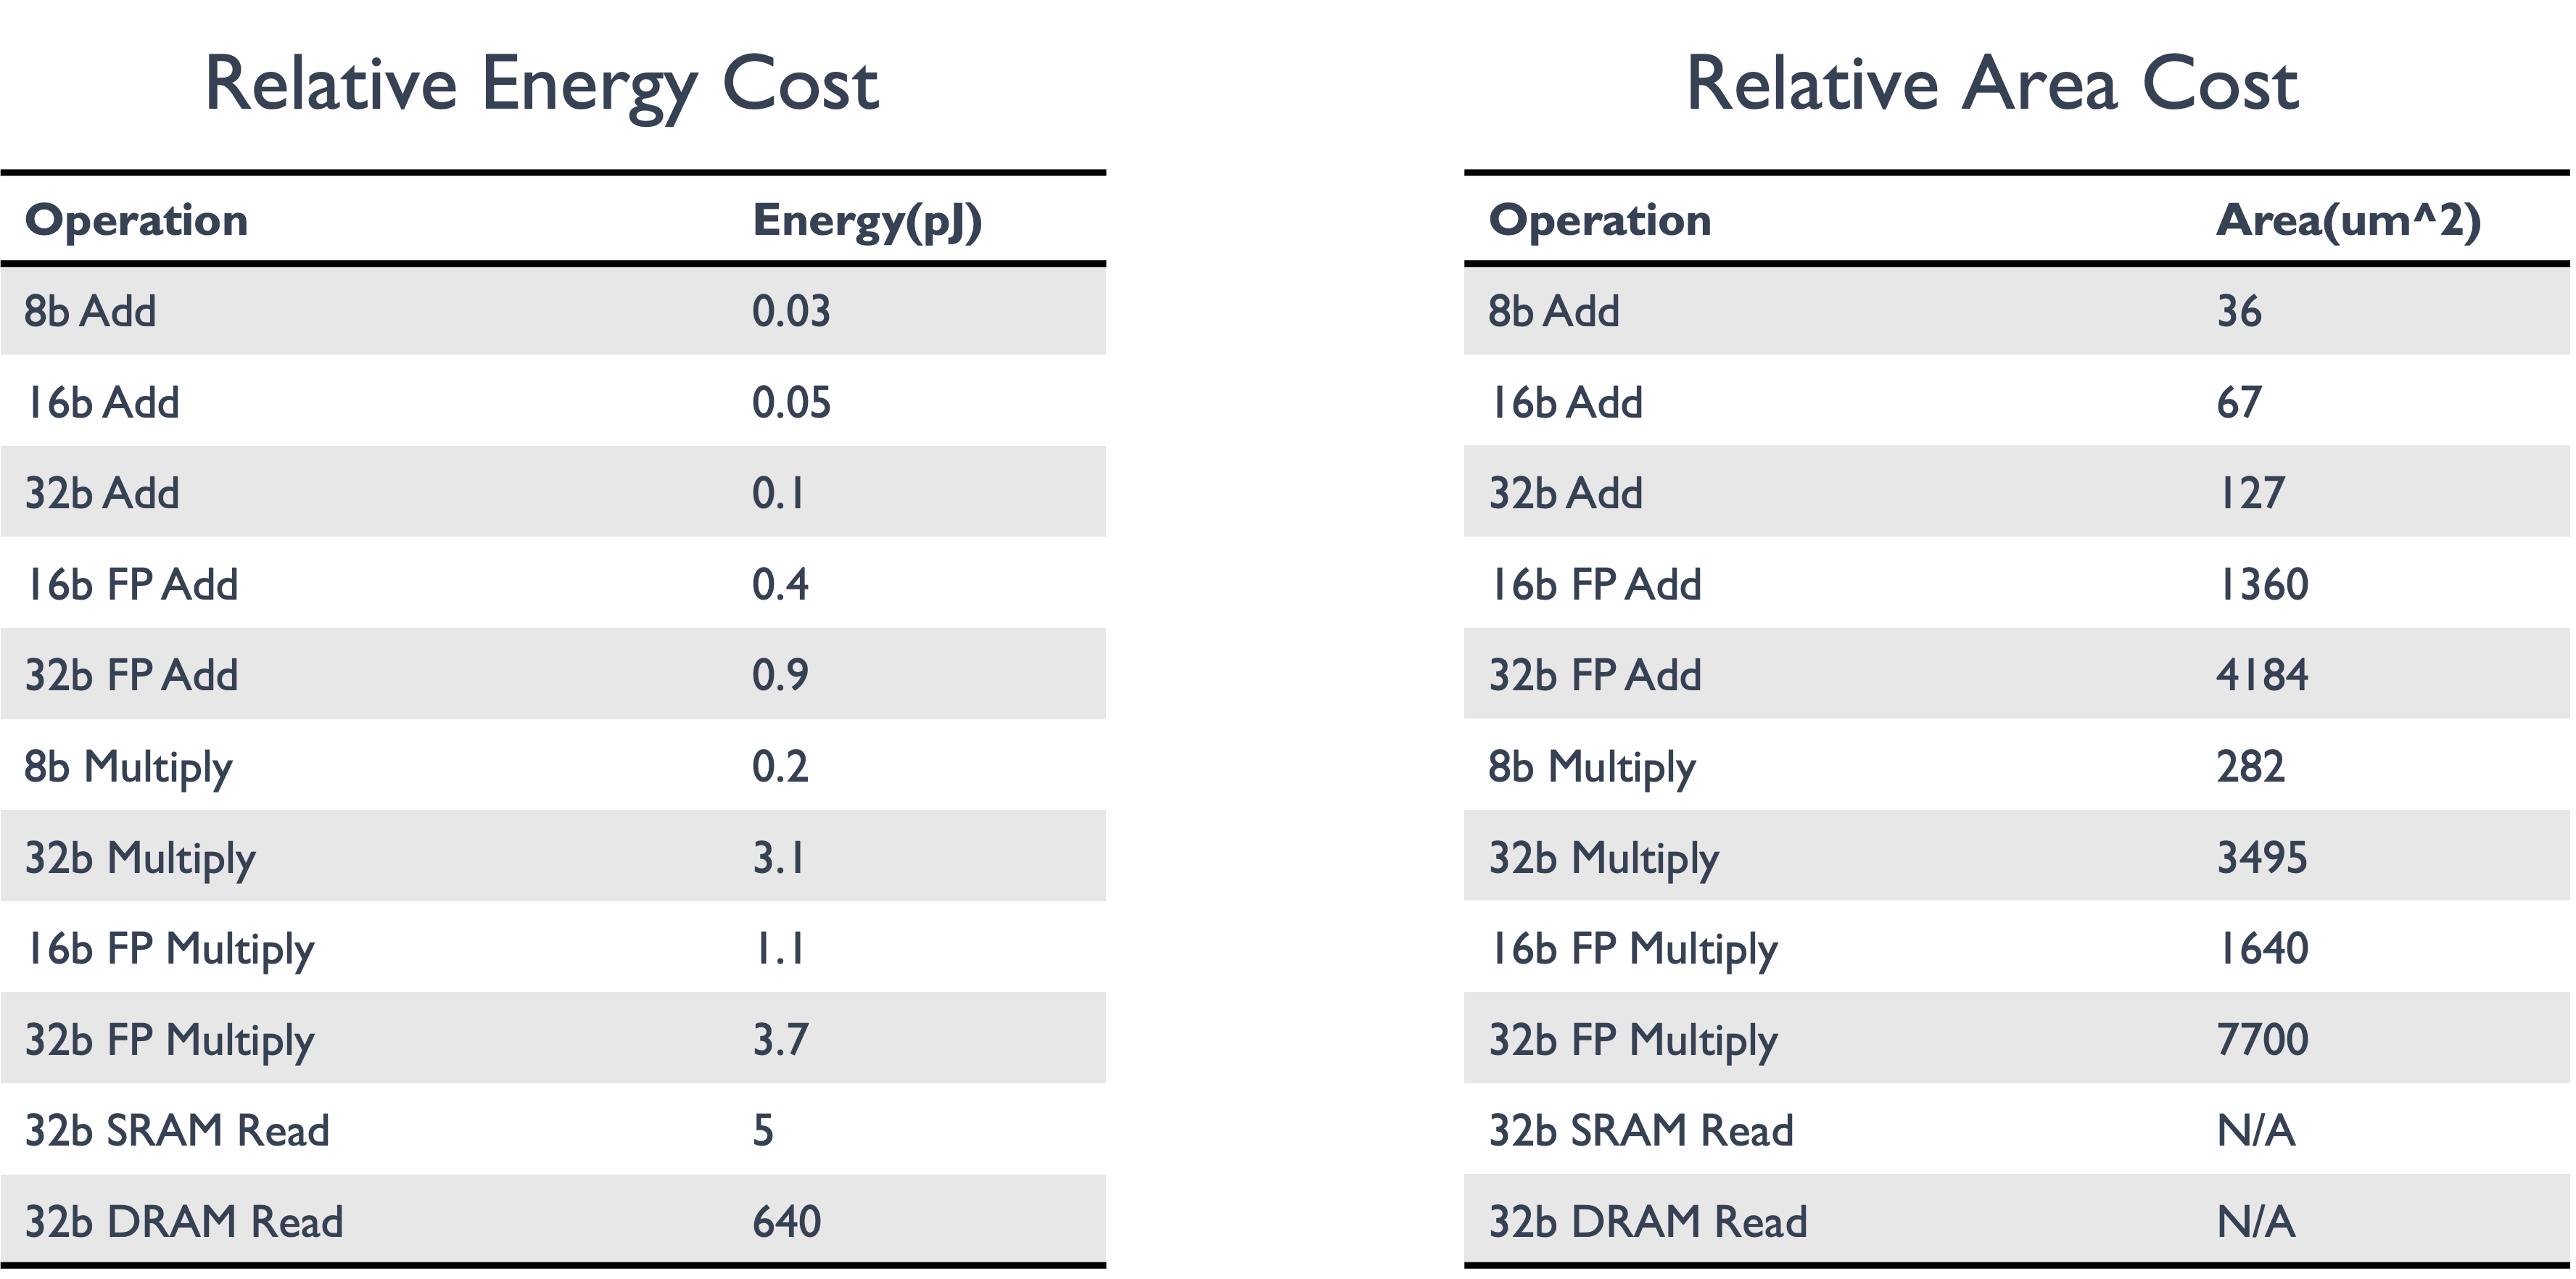 Relative Energy Cost
Operation Energy(pJ)
8b Add 0.03
16b Add 0.05
32b Add 0.1
16b FP Add 0.4
32b FP Add 0.9
8b Multiply 0.2
32b Multiply 3.1
16b FP Multiply 1.1
32b FP Multiply 3.7
32b SRAM Read 5
32b DRAM Read 640
Relative Area Cost
Operation Area(um^2)
8b Add 36
16b Add 67
32b Add 127
16b FP Add 1360
32b FP Add 4184
8b Multiply 282
32b Multiply 3495
16b FP Multiply 1640
32b FP Multiply 7700
32b SRAM Read N/A
32b DRAM Read N/A